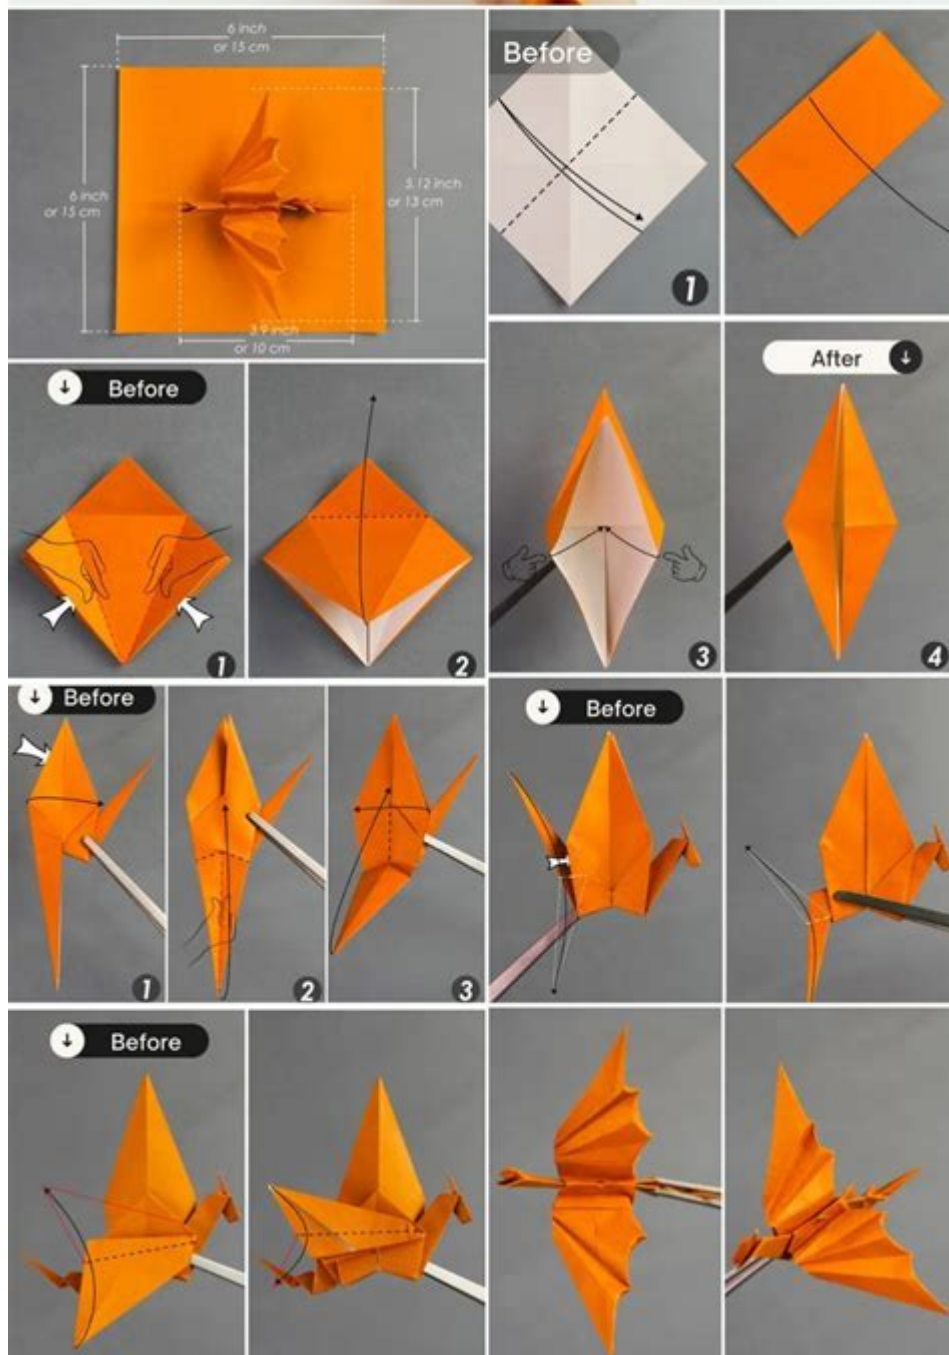 6 inch
or 15 cm
6 inch
or 15 cm
5.12 inch
or 13 cm
3.9 inch
or 10 cm
Before
1
Before
1
2
3
After
4
Before
1
2
3
Before
Before